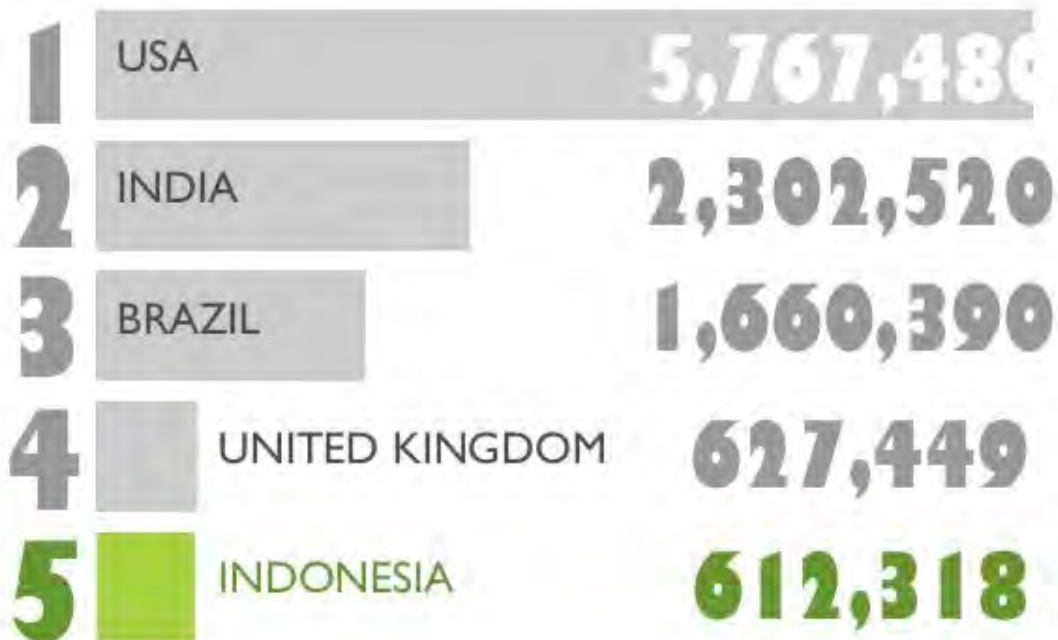 1 USA 5,767,486
2 INDIA 2,302,520
3 BRAZIL 1,660,390
4 UNITED KINGDOM 627,449
5 INDONESIA 612,318